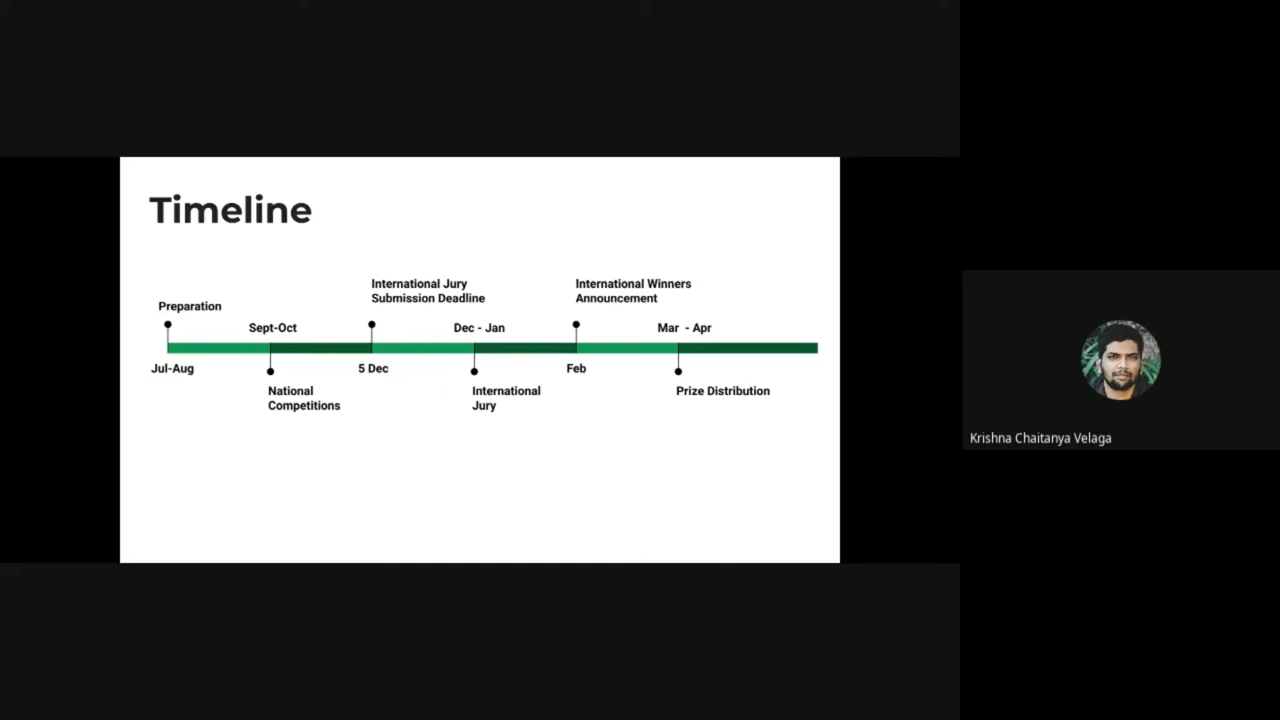 Timeline
International Jury
Submission Deadline
International Winners
Announcement
Preparation
Sept-Oct
Dec - Jan
Mar - Apr
Jul-Aug
5 Dec
Feb
National
Competitions
International
Jury
Prize Distribution
Krishna Chaitanya Velaga